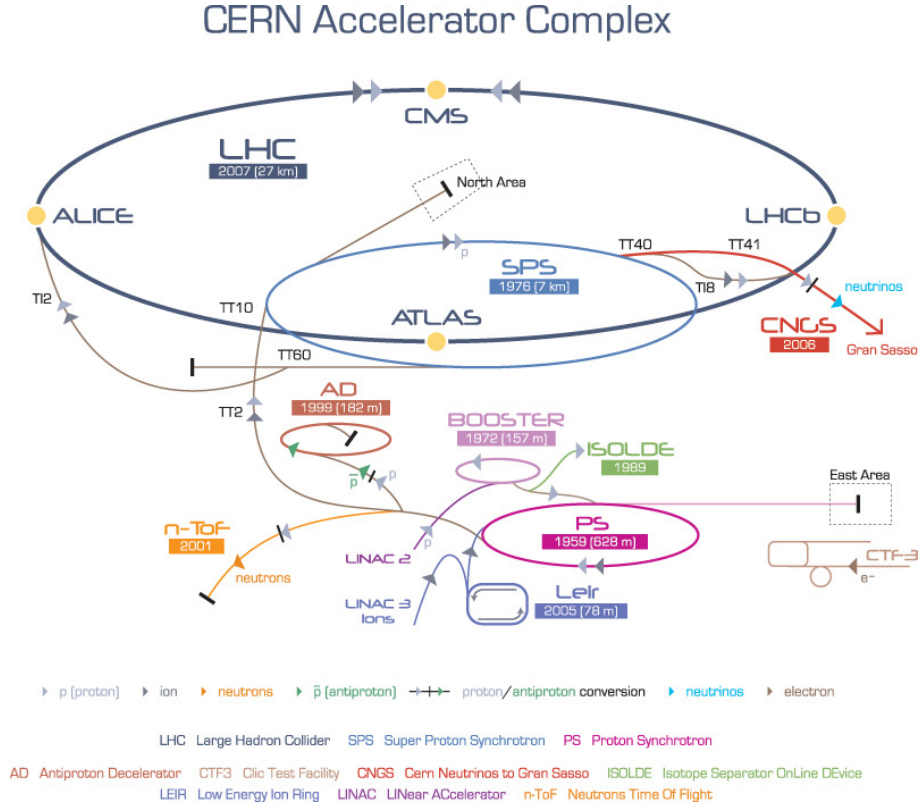 CERN Accelerator Complex
CMS
LHC
2007 (27 km)
North Area
ALICE
LHCb
TT40
TT41
p
SPS
1976 (7 km)
TI2
TT10
TI8
neutrinos
ATLAS
CNGS
2006
Gran Sasso
TT60
AD
1999 (182 m)
TT2
BOOSTER
1972 (157 m)
ISOLDE
1989
p̅
p
East Area
n-ToF
2001
PS
1959 (628 m)
LINAC 2
p
neutrons
CTF-3
e-
LINAC 3
Ions
LeIr
2005 (78 m)
p (proton) ion neutrons p̅ (antiproton) proton/antiproton conversion neutrinos electron
LHC Large Hadron Collider SPS Super Proton Synchrotron PS Proton Synchrotron
AD Antiproton Decelerator CTF3 Clic Test Facility CNGS Cern Neutrinos to Gran Sasso ISOLDE Isotope Separator OnLine DEvice
LEIR Low Energy Ion Ring LINAC LINear ACcelerator n-ToF Neutrons Time Of Flight